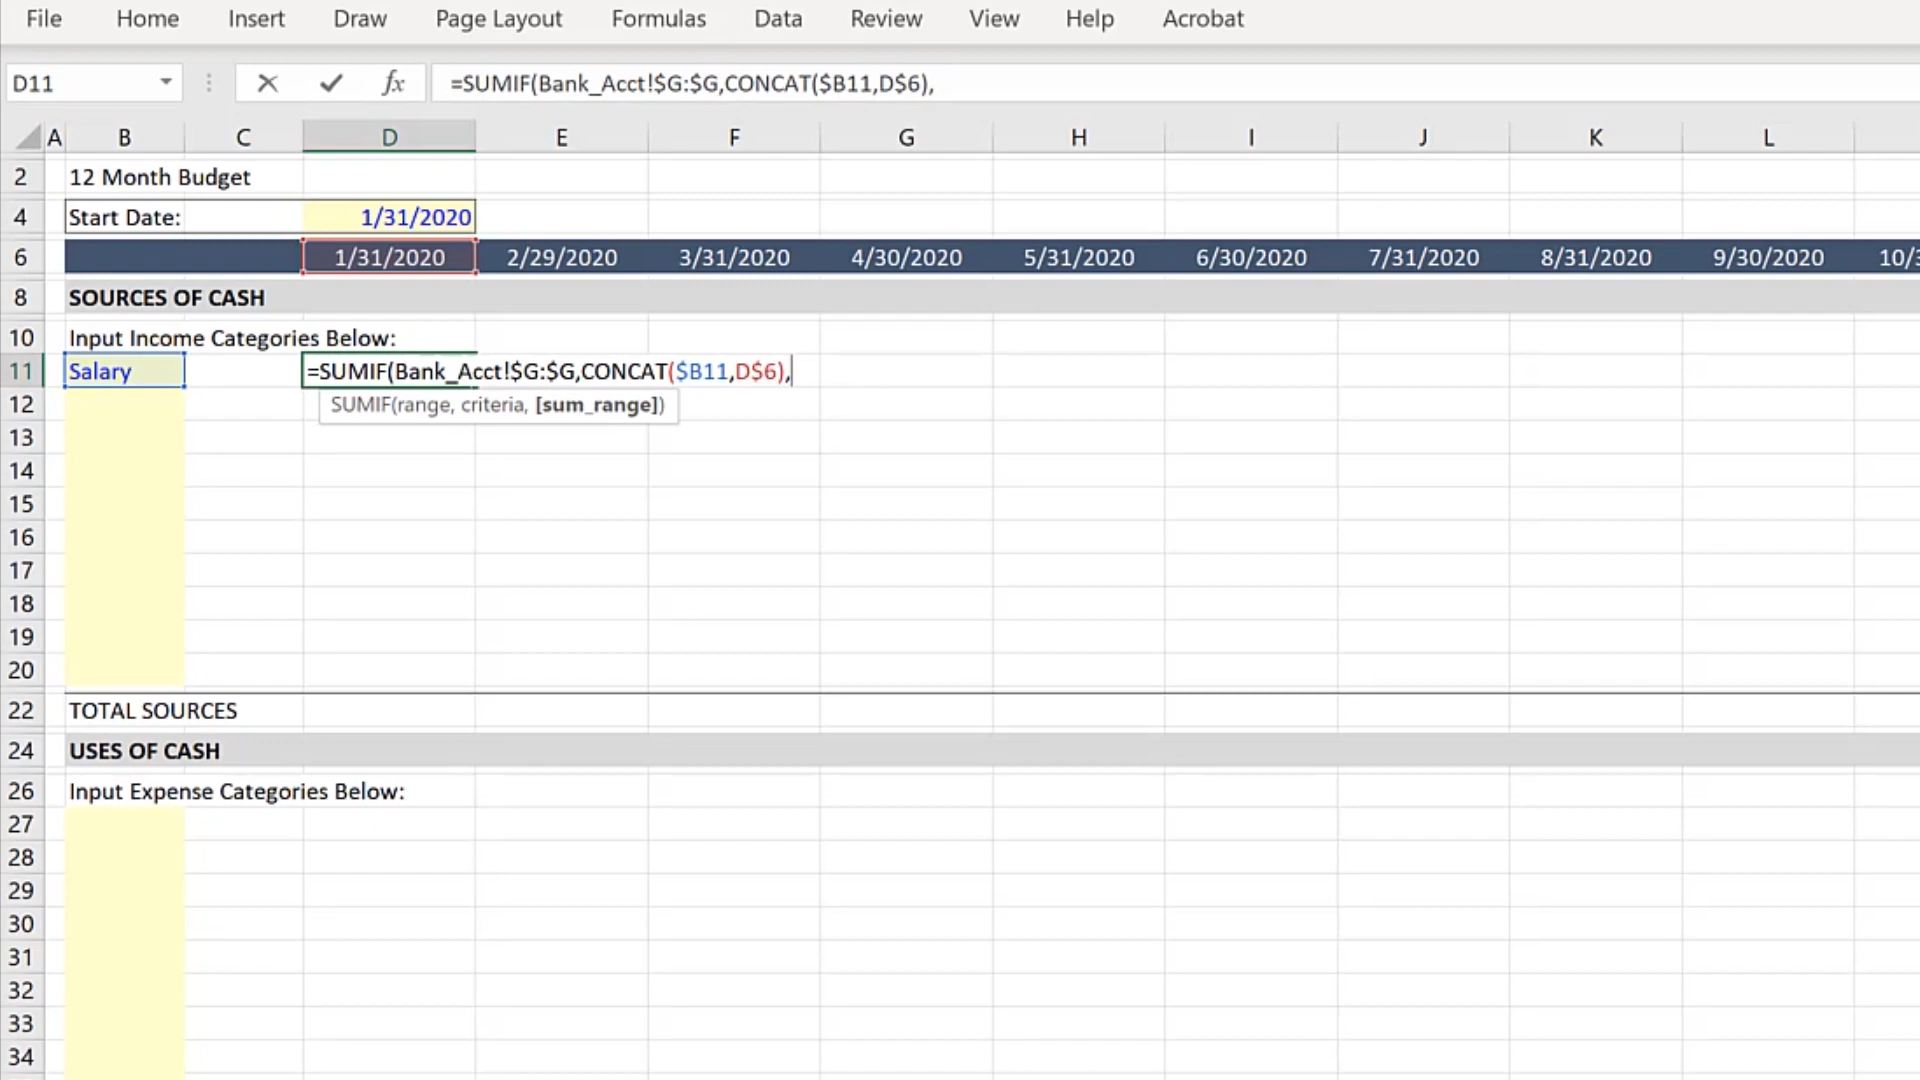 File Home Insert Draw Page Layout Formulas Data Review View Help Acrobat
D11 fx =SUMIF(Bank_Acct!$G:$G,CONCAT($B11,D$6),
A B C D E F G H I J K L
2 12 Month Budget
4 Start Date: 1/31/2020
6 1/31/2020 2/29/2020 3/31/2020 4/30/2020 5/31/2020 6/30/2020 7/31/2020 8/31/2020 9/30/2020 10/3
8 SOURCES OF CASH
10 Input Income Categories Below:
11 Salary =SUMIF(Bank_Acct!$G:$G,CONCAT($B11,D$6),
12 SUMIF(range, criteria, [sum_range])
13
14
15
16
17
18
19
20
22 TOTAL SOURCES
24 USES OF CASH
26 Input Expense Categories Below:
27
28
29
30
31
32
33
34